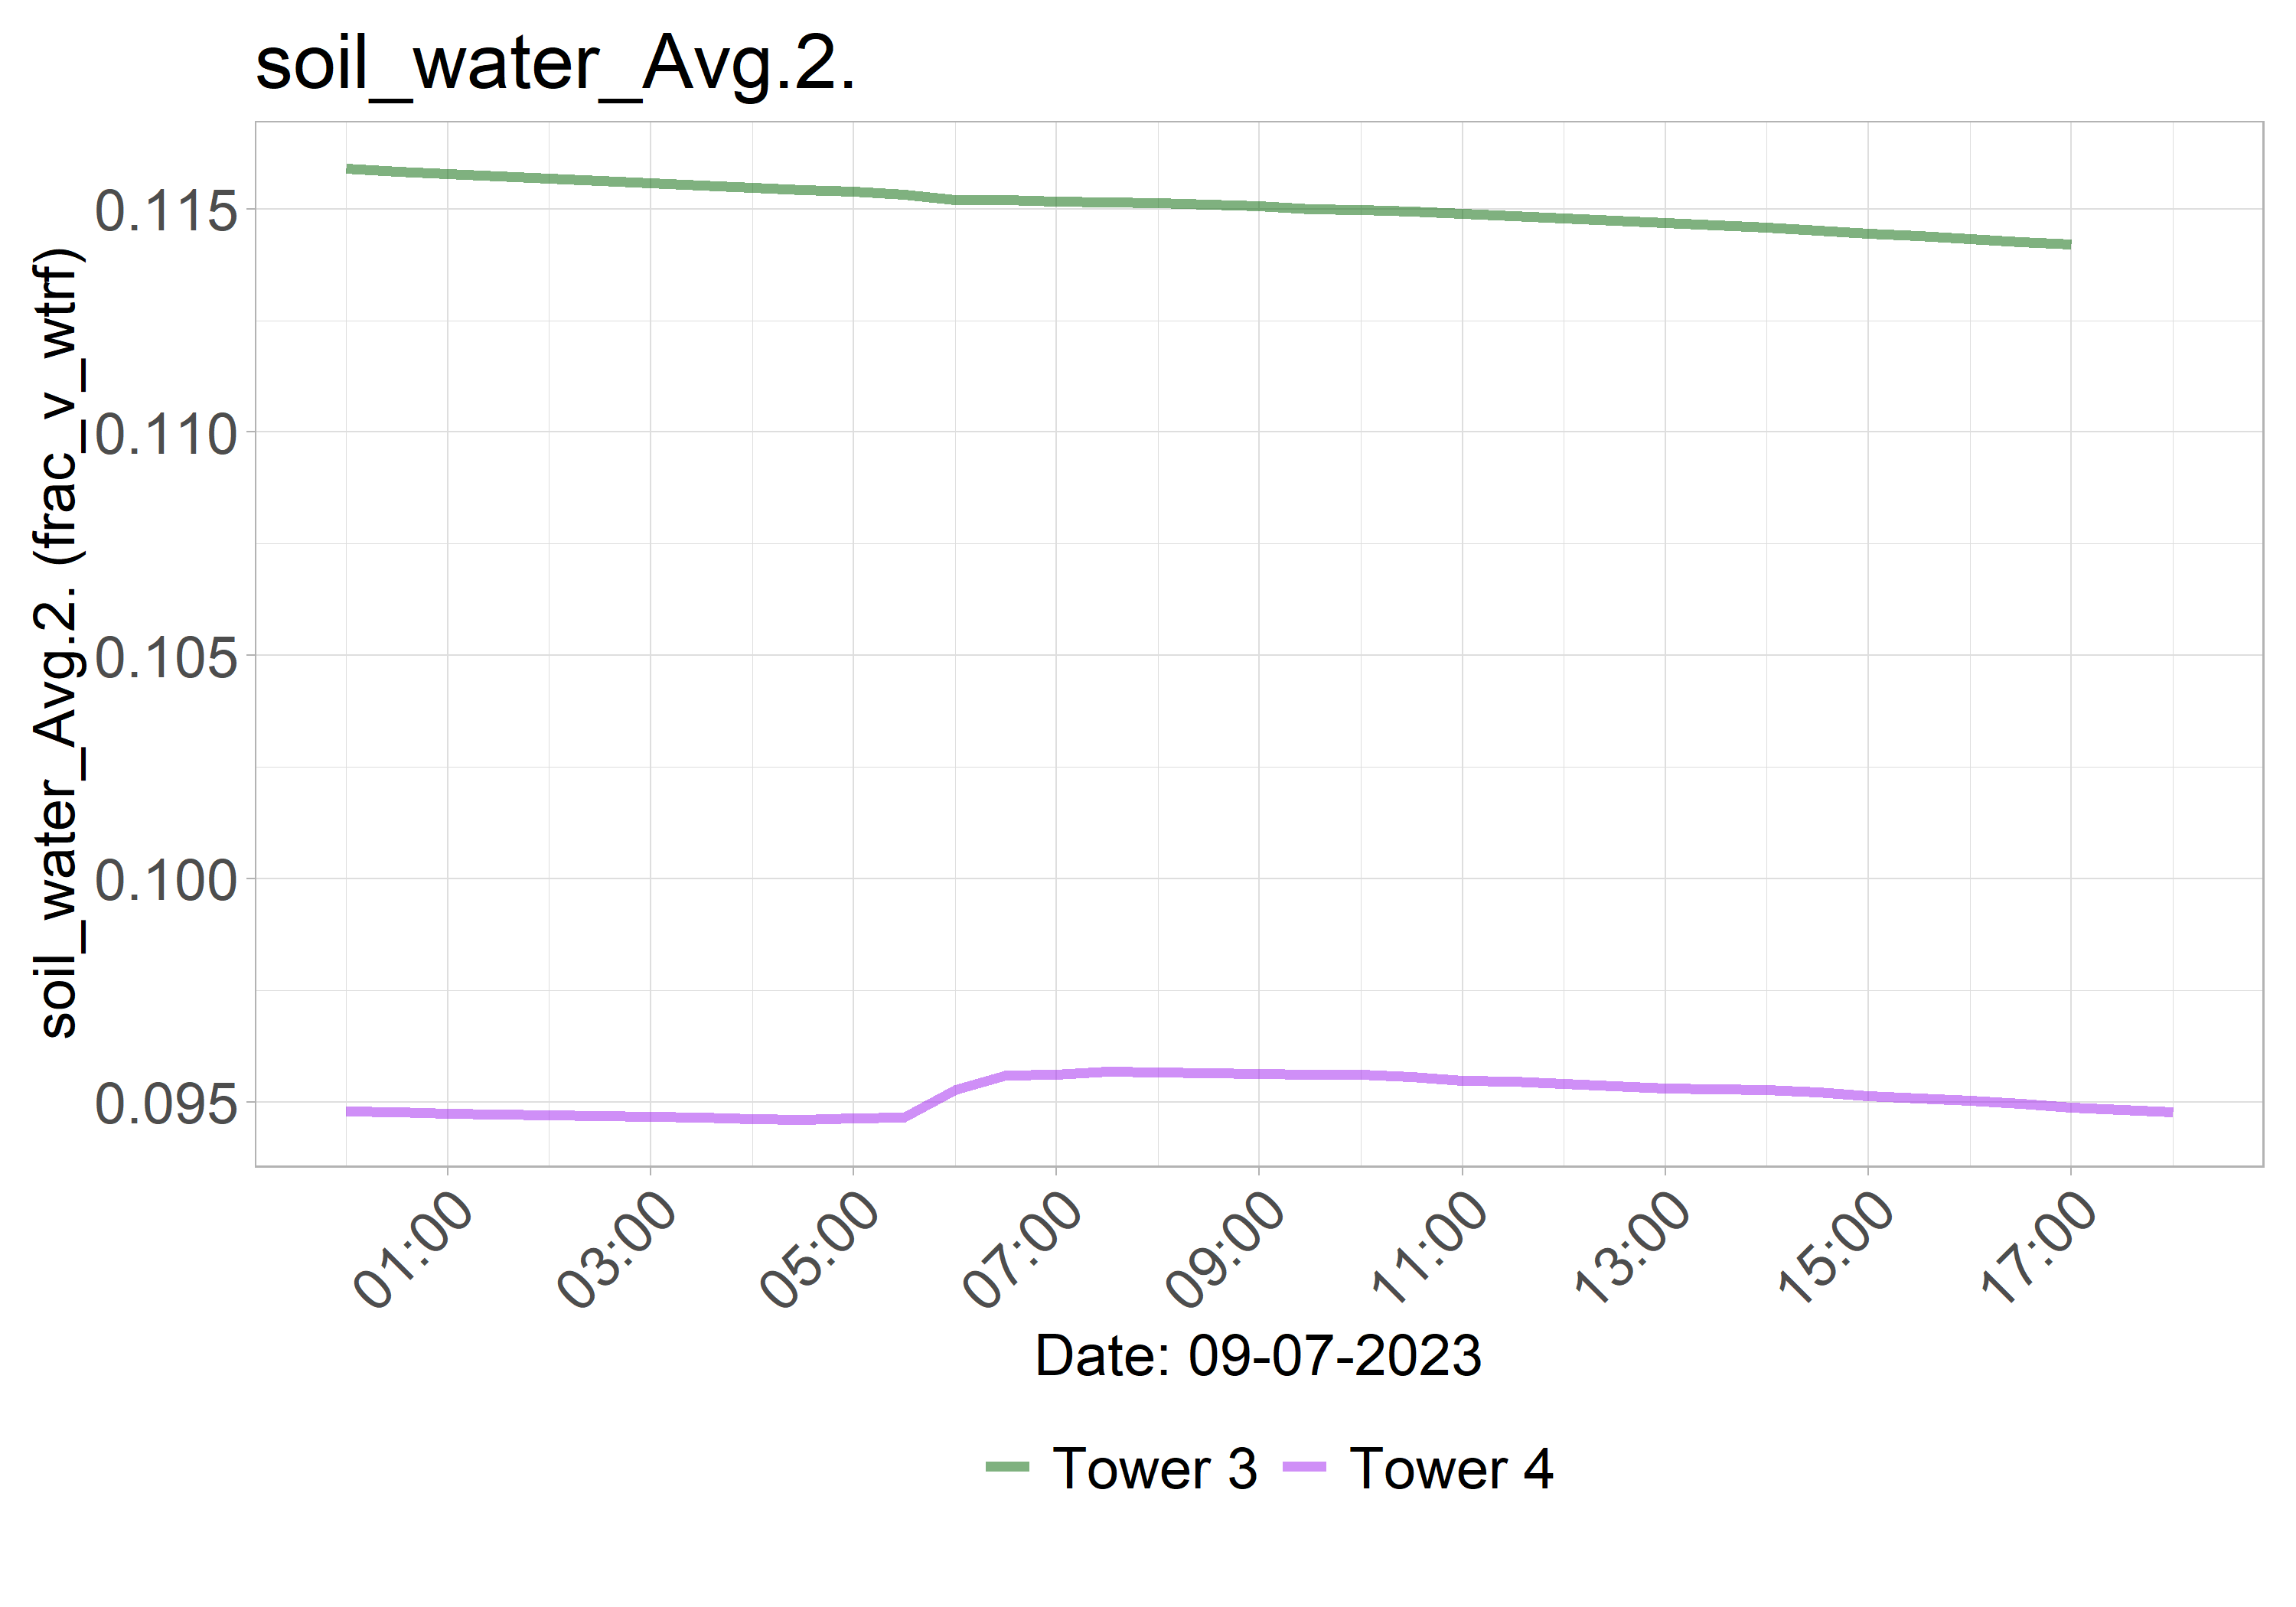 soil_water_Avg.2.
soil_water_Avg.2. (frac_v_wtrf)
0.115
0.110
0.105
0.100
0.095
01:00
03:00
05:00
07:00
09:00
11:00
13:00
15:00
17:00
Date: 09-07-2023
Tower 3
Tower 4